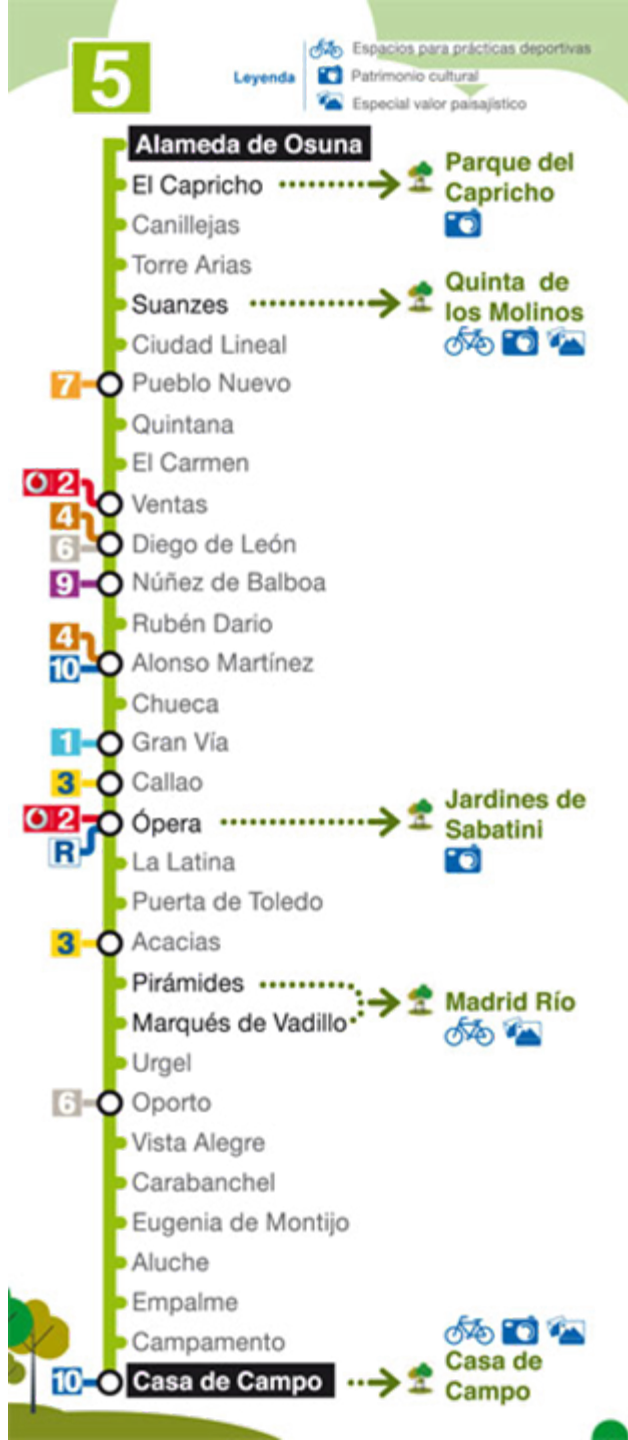 5
Leyenda
Espacios para prácticas deportivas
Patrimonio cultural
Especial valor paisajístico
Alameda de Osuna
El Capricho
Parque del
Capricho
Canillejas
Torre Arias
Suanzes
Quinta de
los Molinos
Ciudad Lineal
7 Pueblo Nuevo
Quintana
El Carmen
2 Ventas
4
6 Diego de León
9 Núñez de Balboa
Rubén Dario
4
10 Alonso Martínez
Chueca
1 Gran Vía
3 Callao
2 Ópera
R
Jardines de
Sabatini
La Latina
Puerta de Toledo
3 Acacias
Pirámides
Marqués de Vadillo
Madrid Río
Urgel
6 Oporto
Vista Alegre
Carabanchel
Eugenia de Montijo
Aluche
Empalme
Campamento
10 Casa de Campo
Casa de
Campo